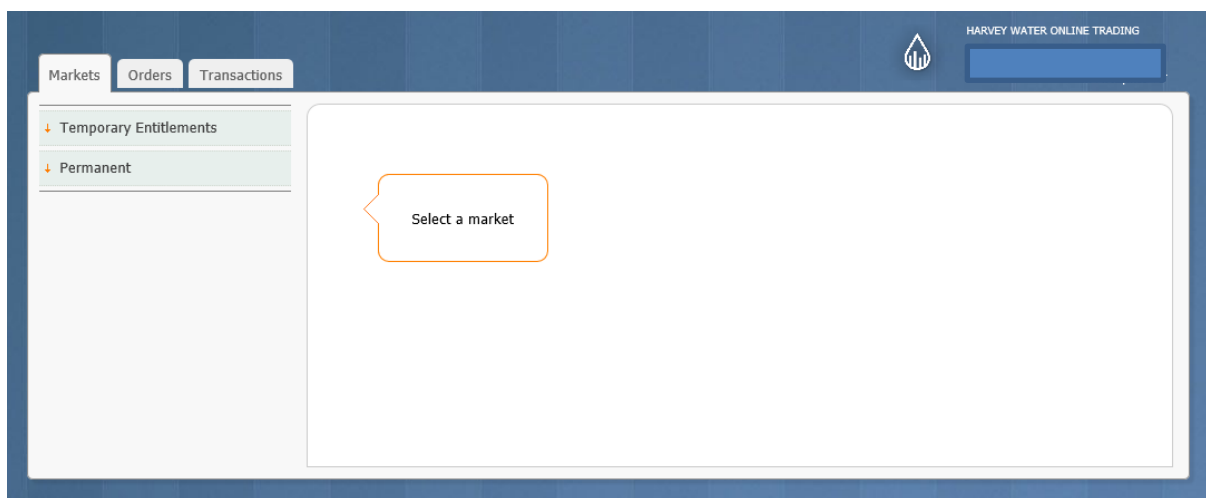 HARVEY WATER ONLINE TRADING
Markets Orders Transactions
↓ Temporary Entitlements
↓ Permanent
Select a market